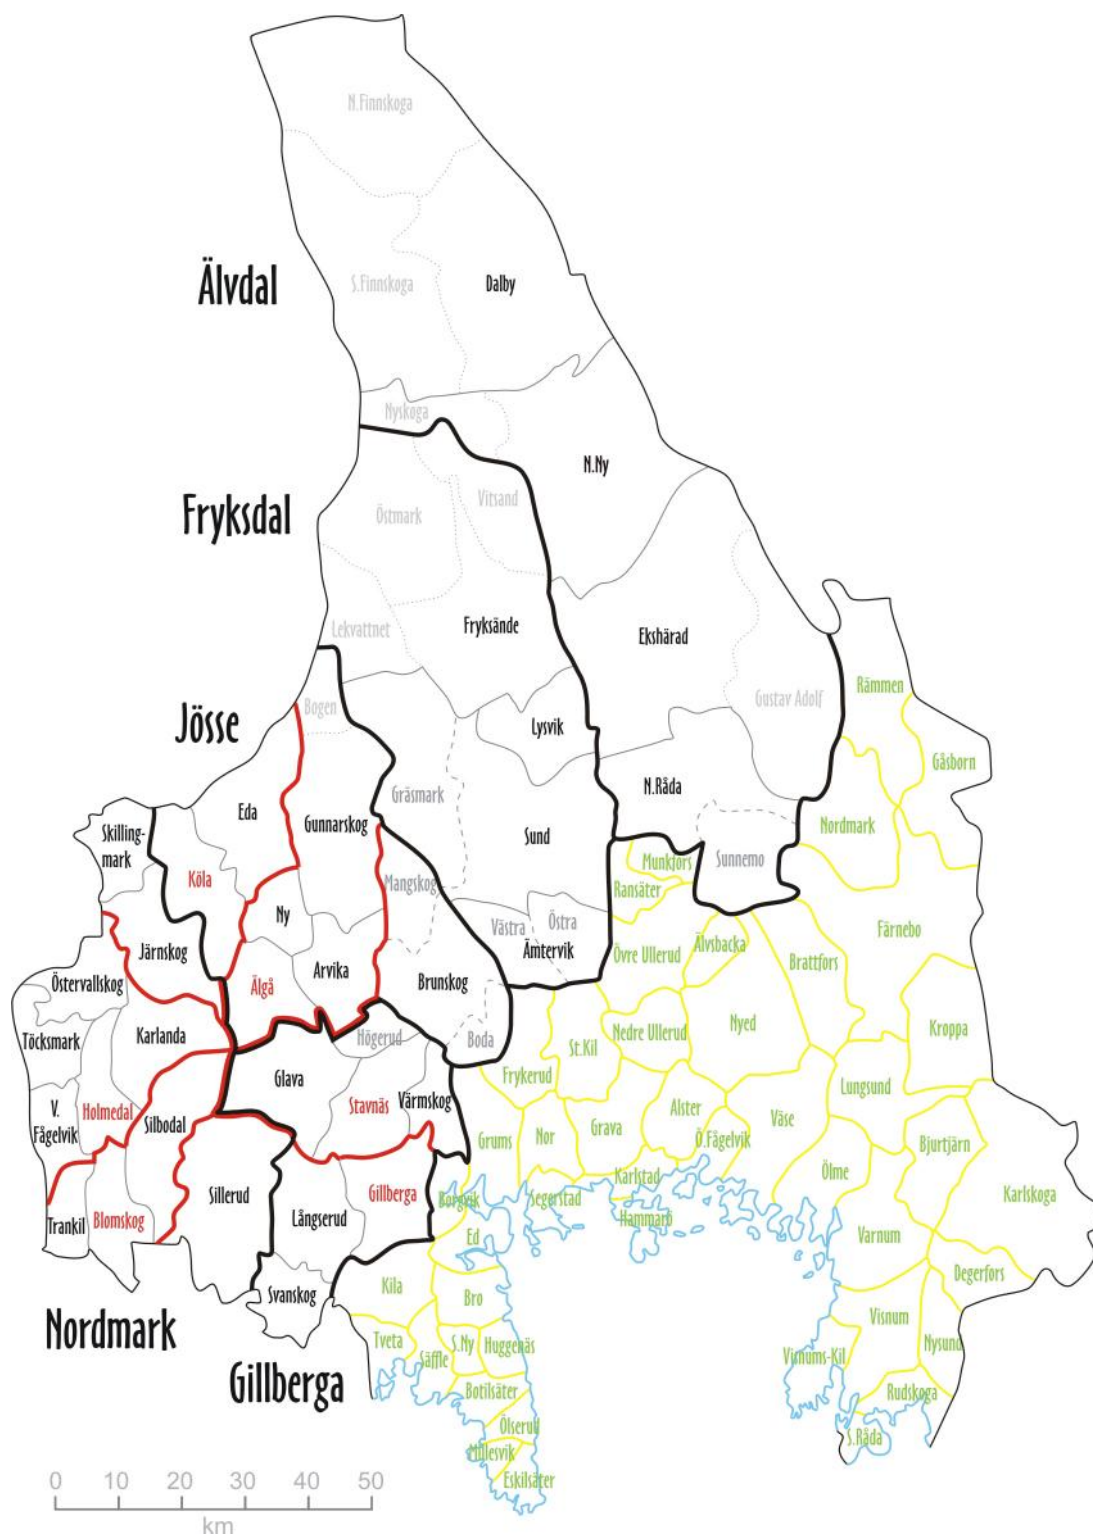 N.Finnskoga
Älvdal
S.Finnskoga
Dalby
Nyskoga
N.Ny
Fryksdal
Östmark
Vitsand
Lekvattnet
Fryksände
Ekshärad
Gustav Adolf
Rämmen
Jösse
Bogen
Lysvik
Gåsborn
Gräsmark
N.Råda
Eda
Gunnarskog
Skilling-
mark
Sund
Nordmark
Köla
Mangskog
Munkfors
Sunnemo
Ransäter
Ny
Västra
Östra
Ämtervik
Järnskog
Älvsbacka
Färnebo
Övre Ullerud
Brattfors
Östervallskog
Älgå
Arvika
Brunskog
Töcksmark
Karlanda
Högerud
Boda
St.Kil
Nedre Ullerud
Nyed
Kroppa
Glava
Frykerud
Lungsund
V.
Fågelvik
Holmedal
Silbodal
Stavnäs
Värmskog
Grums
Nor
Grava
Alster
Väse
Ö.Fågelvik
Bjurtjärn
Ölme
Karlskoga
Sillerud
Gillberga
Karlstad
Borgvik
Segerstad
Hammarö
Trankil
Blomskog
Långserud
Ed
Varnum
Degerfors
Svanskog
Kila
Bro
Visnum
Nordmark
Tveta
Säffle
S.Ny
Huggenäs
Visnums-Kil
Nysund
Gillberga
Botilsäter
Rudskoga
Ölserud
S.Råda
Millesvik
Eskilsäter
0 10 20 30 40 50
km